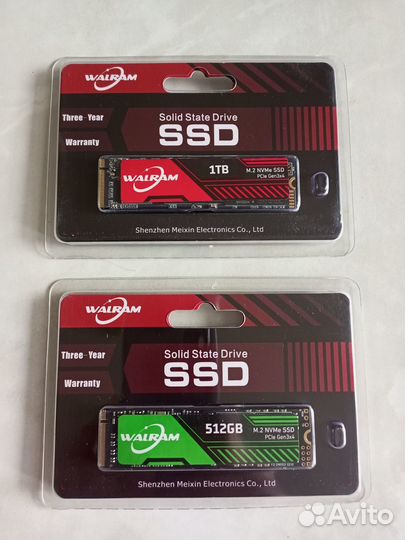 WALRAM
Three-Year
Warranty
Solid State Drive
SSD
WALRAM
1TB
M.2 NVMe SSD
PCIe Gen3x4
Shenzhen Meixin Electronics Co., Ltd
WALRAM
Three-Year
Warranty
Solid State Drive
SSD
WALRAM
512GB
M.2 NVMe SSD
PCIe Gen3x4
Shenzhen Meixin Electronics Co., Ltd
Avito